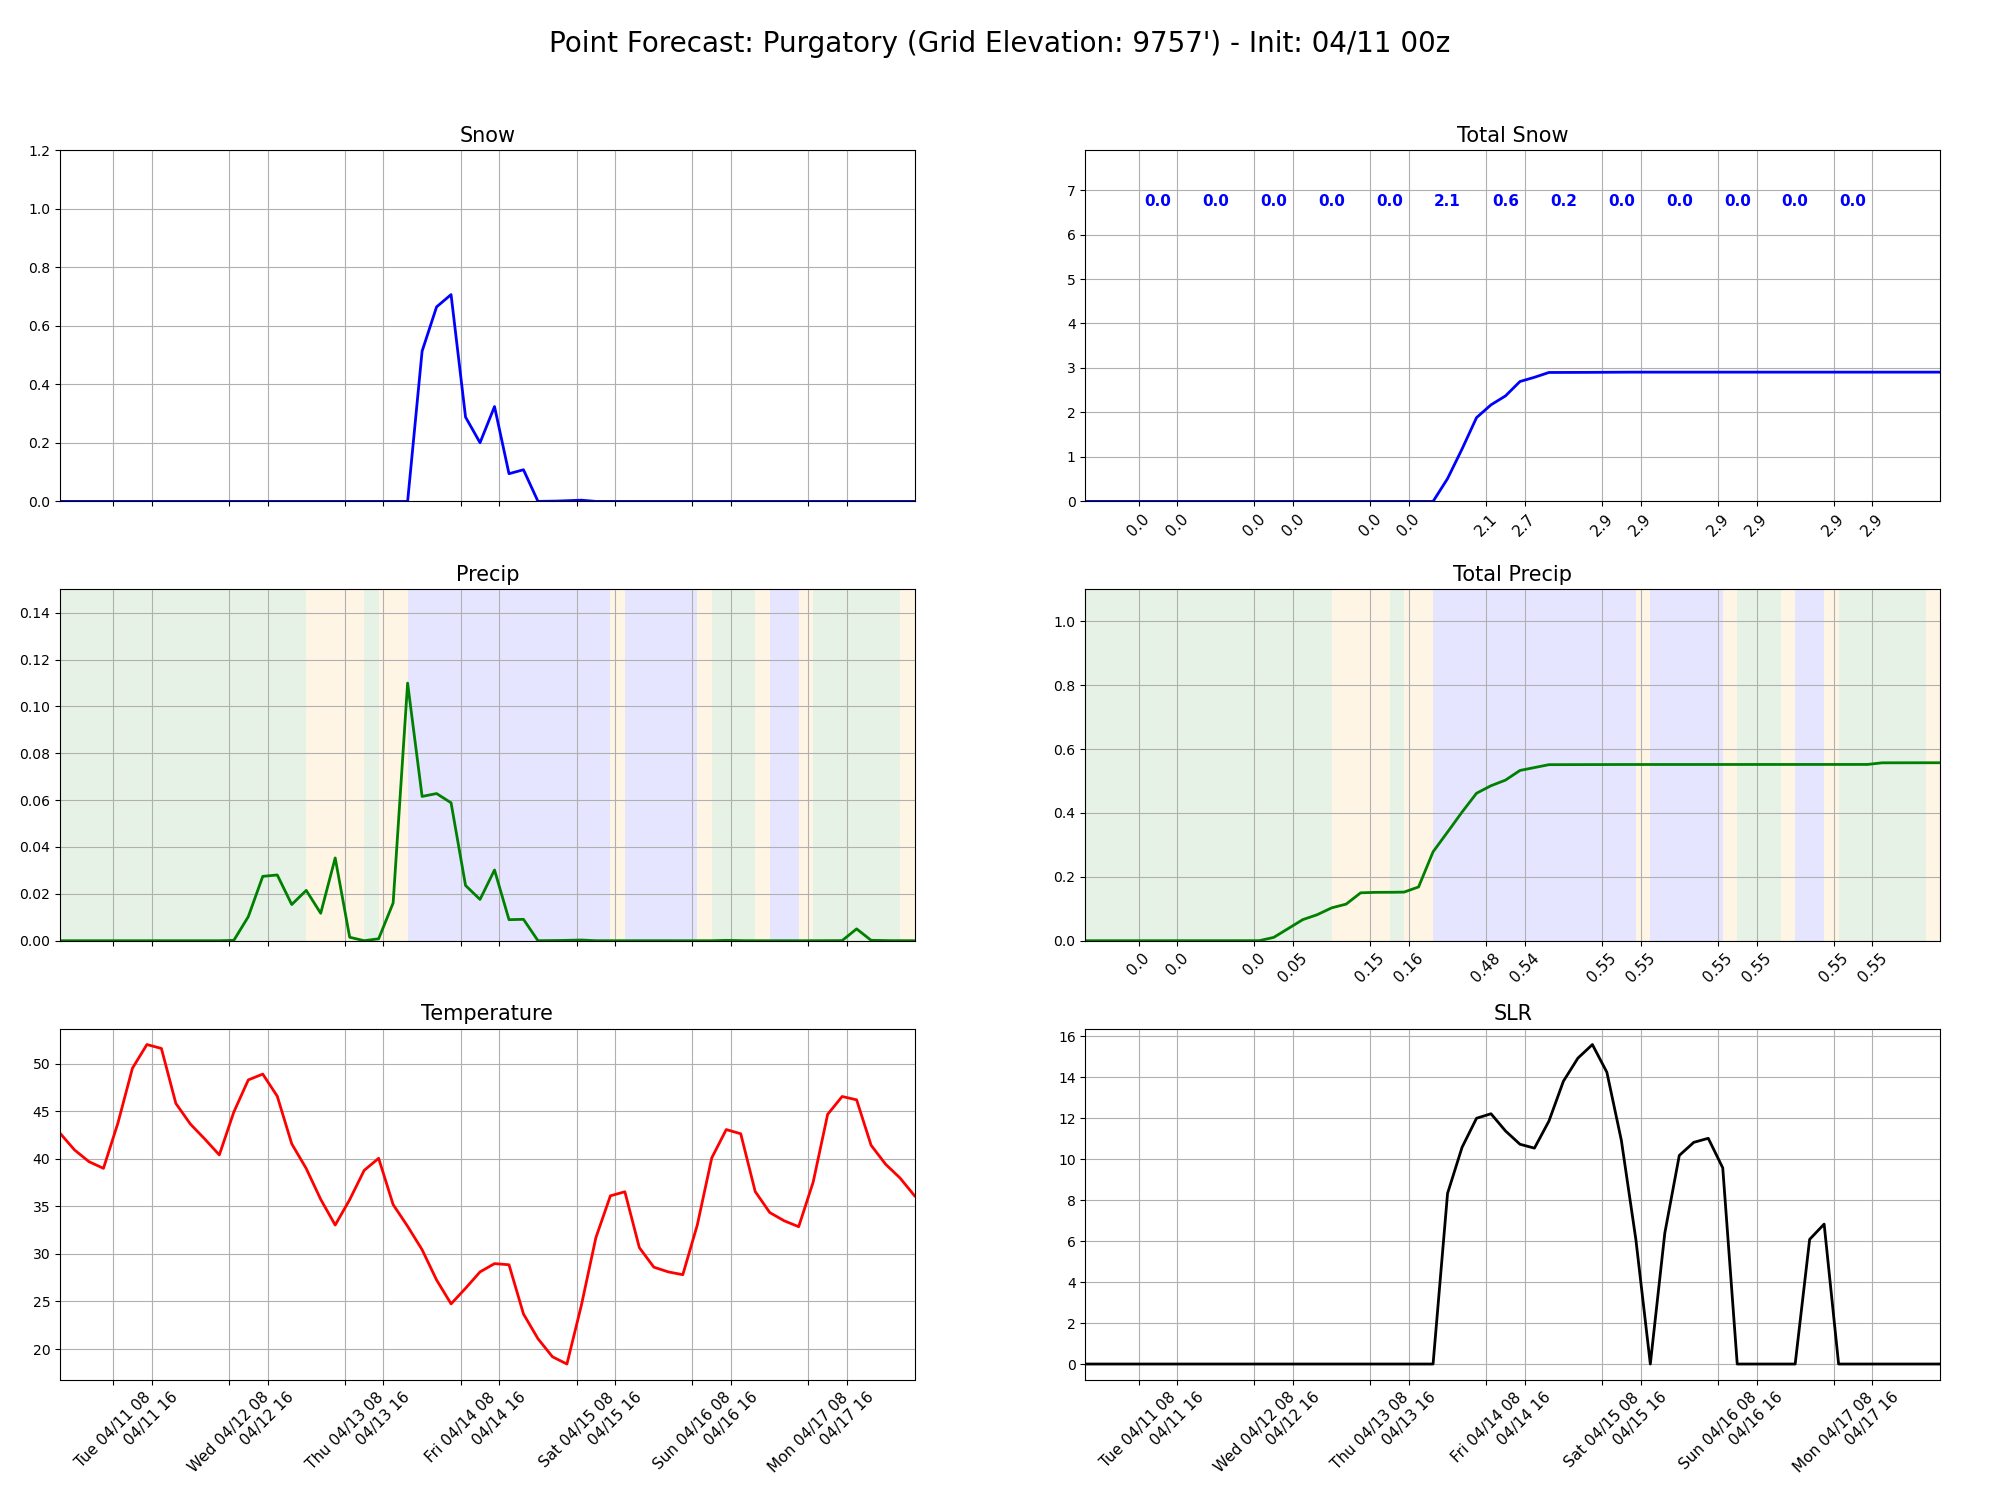 Point Forecast: Purgatory (Grid Elevation: 9757') - Init: 04/11 00z
Snow
1.2
1.0
0.8
0.6
0.4
0.2
0.0
Total Snow
7
6
5
4
3
2
1
0
0.0 0.0 0.0 0.0 0.0 2.1 0.6 0.2 0.0 0.0 0.0 0.0 0.0
0.0 0.0 0.0 0.0 0.0 0.0 2.1 2.7 2.9 2.9 2.9 2.9 2.9 2.9
Precip
0.14
0.12
0.10
0.08
0.06
0.04
0.02
0.00
Total Precip
1.0
0.8
0.6
0.4
0.2
0.0
0.0 0.0 0.0 0.05 0.15 0.16 0.48 0.54 0.55 0.55 0.55 0.55 0.55 0.55
Temperature
50
45
40
35
30
25
20
Tue 04/11 08
04/11 16
Wed 04/12 08
04/12 16
Thu 04/13 08
04/13 16
Fri 04/14 08
04/14 16
Sat 04/15 08
04/15 16
Sun 04/16 08
04/16 16
Mon 04/17 08
04/17 16
SLR
16
14
12
10
8
6
4
2
0
Tue 04/11 08
04/11 16
Wed 04/12 08
04/12 16
Thu 04/13 08
04/13 16
Fri 04/14 08
04/14 16
Sat 04/15 08
04/15 16
Sun 04/16 08
04/16 16
Mon 04/17 08
04/17 16